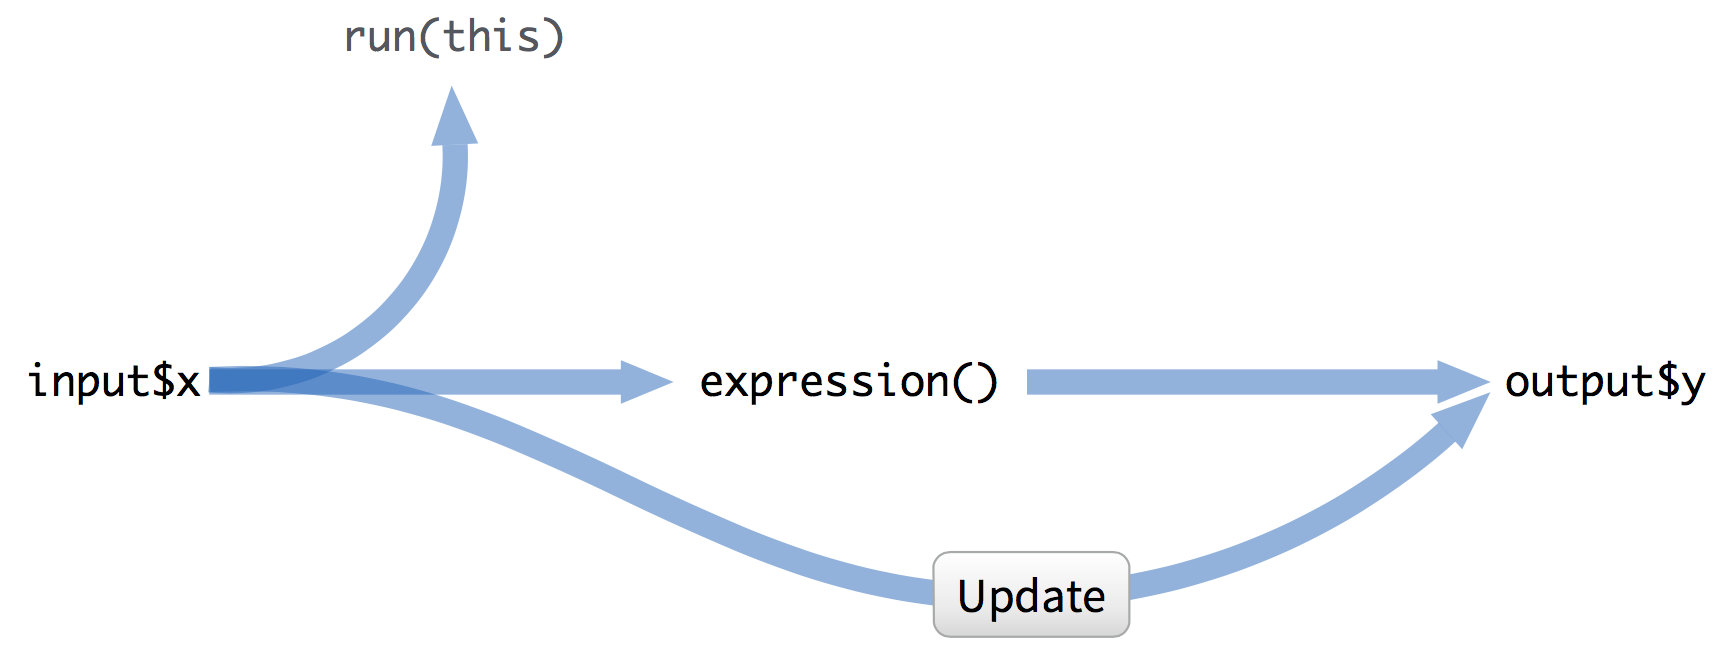 run(this)
input$x
expression()
output$y
Update